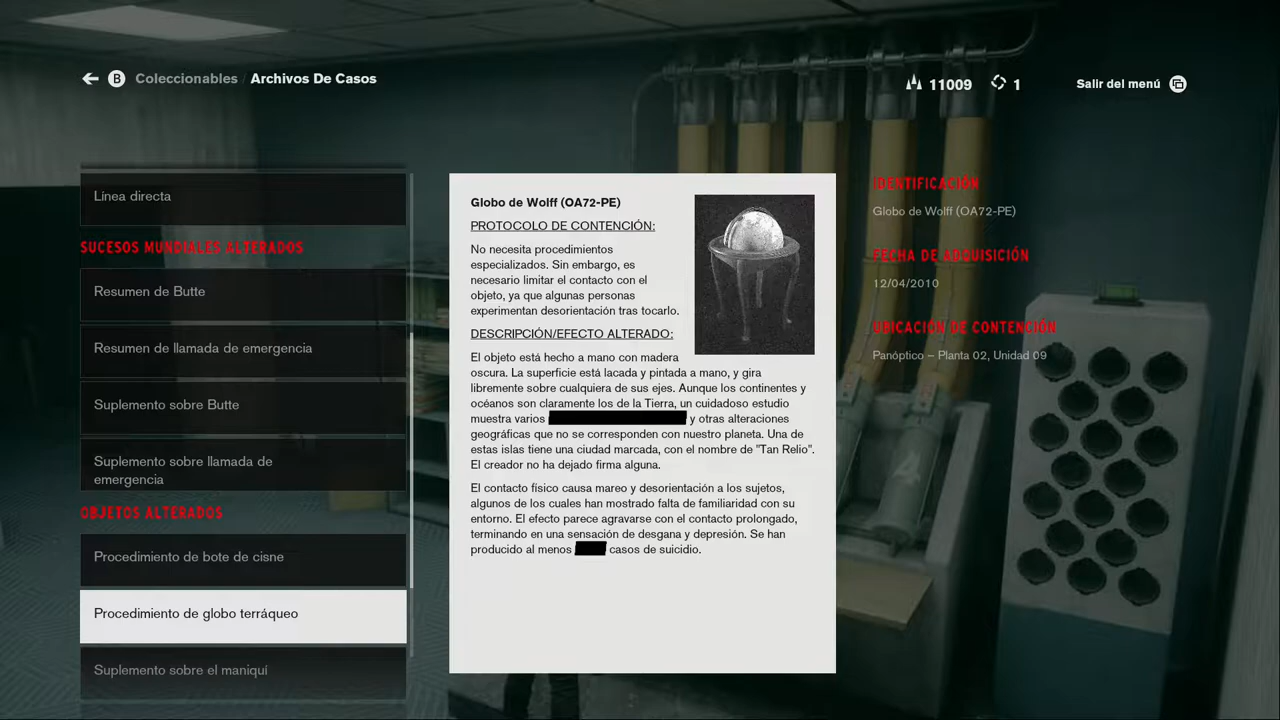 B Coleccionables / Archivos De Casos
11009 1 Salir del menú
Línea directa
SUCESOS MUNDIALES ALTERADOS
Resumen de Butte
Resumen de llamada de emergencia
Suplemento sobre Butte
Suplemento sobre llamada de
emergencia
OBJETOS ALTERADOS
Procedimiento de bote de cisne
Procedimiento de globo terráqueo
Suplemento sobre el maniquí
Globo de Wolff (OA72-PE)
PROTOCOLO DE CONTENCIÓN:
No necesita procedimientos
especializados. Sin embargo, es
necesario limitar el contacto con el
objeto, ya que algunas personas
experimentan desorientación tras tocarlo.
DESCRIPCIÓN/EFECTO ALTERADO:
El objeto está hecho a mano con madera
oscura. La superficie está lacada y pintada a mano, y gira
libremente sobre cualquiera de sus ejes. Aunque los continentes y
océanos son claramente los de la Tierra, un cuidadoso estudio
muestra varios y otras alteraciones
geográficas que no se corresponden con nuestro planeta. Una de
estas islas tiene una ciudad marcada, con el nombre de "Tan Relio".
El creador no ha dejado firma alguna.
El contacto físico causa mareo y desorientación a los sujetos,
algunos de los cuales han mostrado falta de familiaridad con su
entorno. El efecto parece agravarse con el contacto prolongado,
terminando en una sensación de desgana y depresión. Se han
producido al menos casos de suicidio.
IDENTIFICACIÓN
Globo de Wolff (OA72-PE)
FECHA DE ADQUISICIÓN
12/04/2010
UBICACIÓN DE CONTENCIÓN
Panóptico – Planta 02, Unidad 09